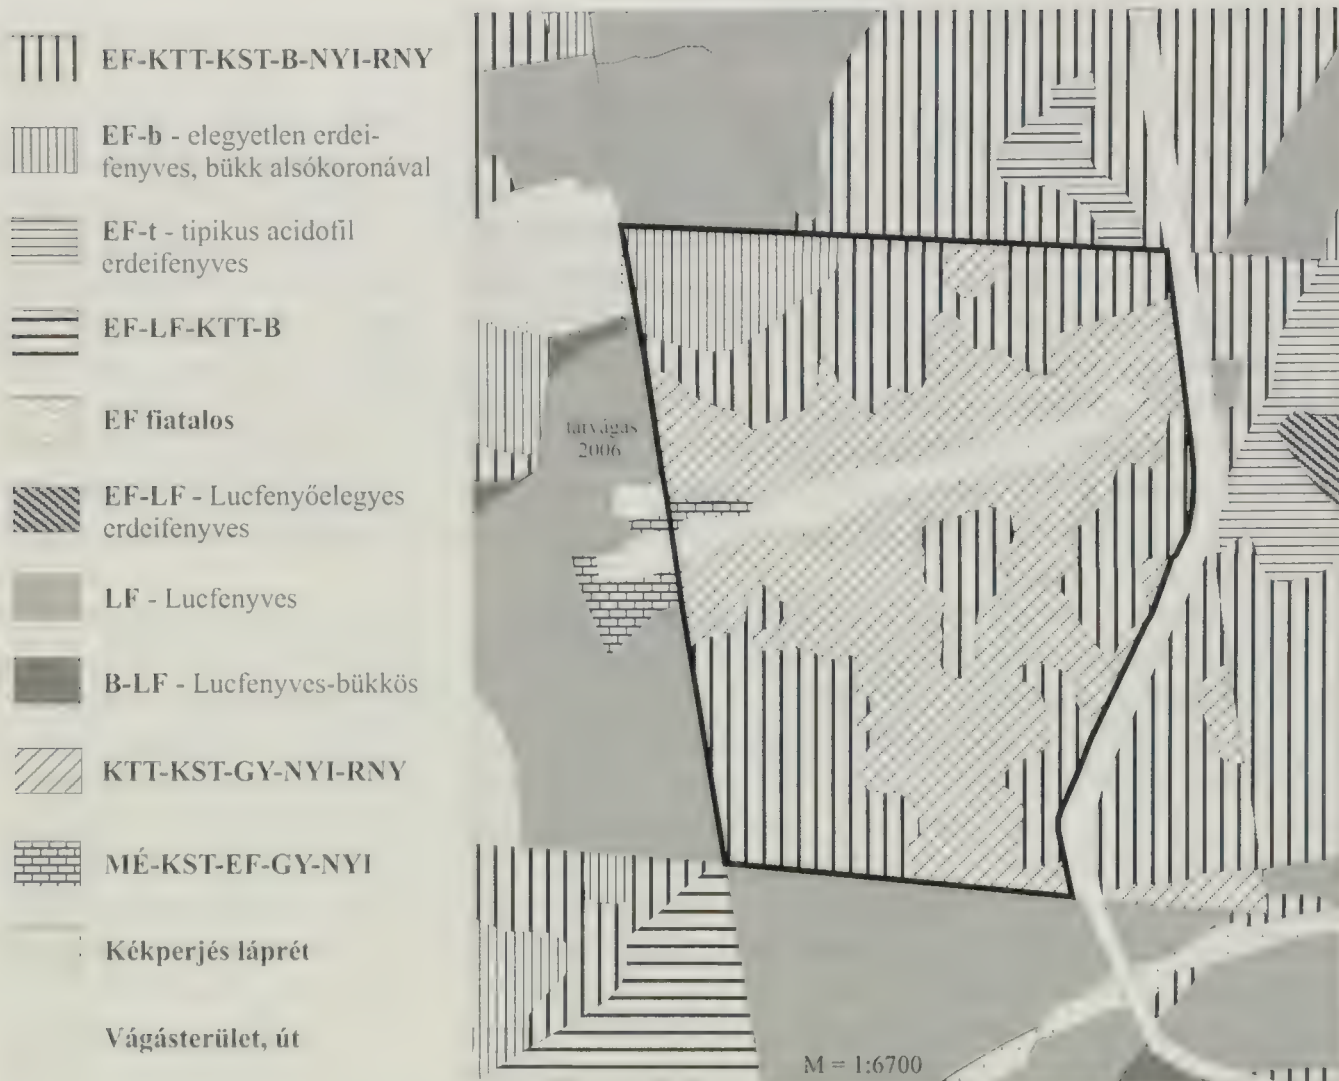 EF-KTT-KST-B-NYI-RNY
EF-b - elegyetlen erdei-
fenyves, bükk alsókoronával
EF-t - tipikus acidofil
erdeifenyves
EF-LF-KTT-B
EF fiatalos
EF-LF - Lucfenyőelegyes
erdeifenyves
LF - Lucfenyves
B-LF - Lucfenyves-bükkös
KTT-KST-GY-NYI-RNY
MÉ-KST-EF-GY-NYI
Kékperjés láprét
Vágásterület, út
tarvágás
2006
M = 1:6700